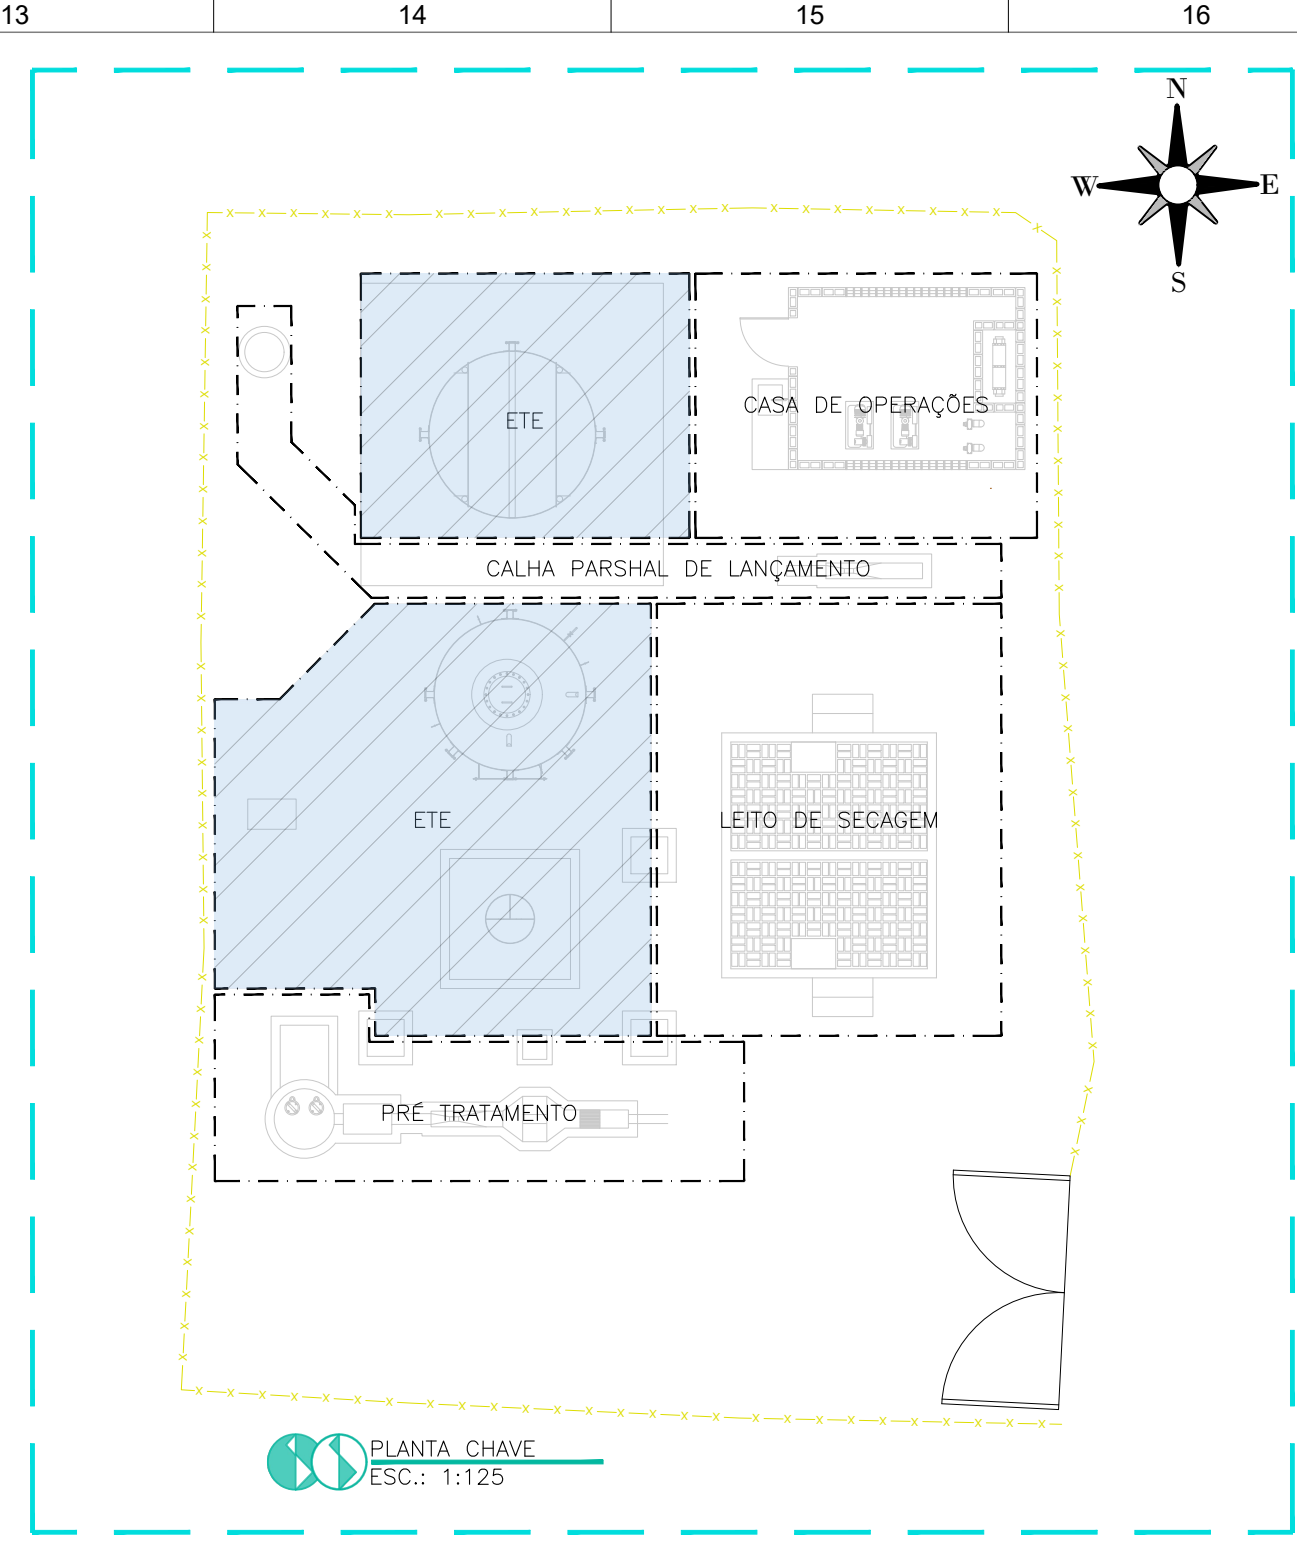 13 14 15 16
N
W E
S
CASA DE OPERAÇÕES
ETE
CALHA PARSHAL DE LANÇAMENTO
ETE
LEITO DE SECAGEM
PRÉ TRATAMENTO
PLANTA CHAVE
ESC.: 1:125